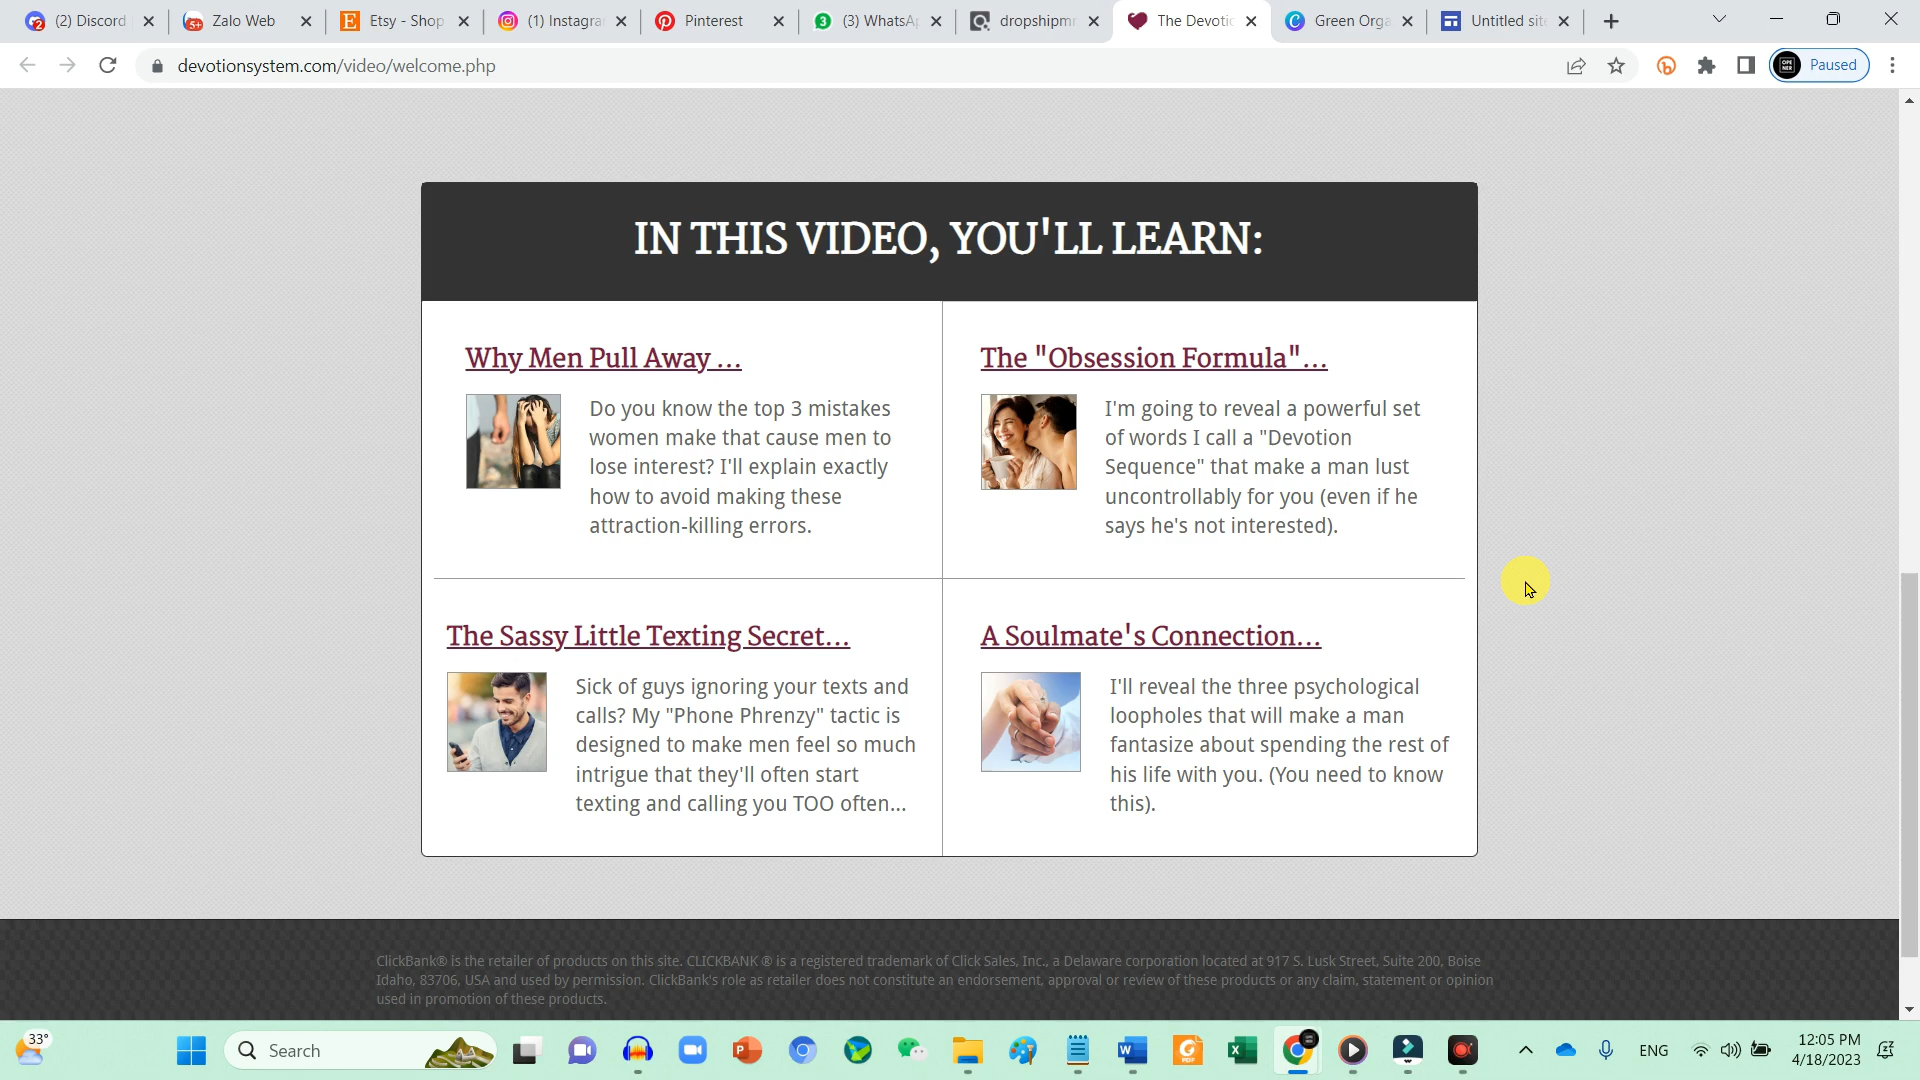 (2) Discord
Zalo Web
Etsy - Shop
(1) Instagra
Pinterest
(3) WhatsAp
dropshipmr
The Devotic
Green Orga
Untitled site
devotionsystem.com/video/welcome.php
Paused
IN THIS VIDEO, YOU'LL LEARN:
Why Men Pull Away ...
Do you know the top 3 mistakes
women make that cause men to
lose interest? I'll explain exactly
how to avoid making these
attraction-killing errors.
The "Obsession Formula"...
I'm going to reveal a powerful set
of words I call a "Devotion
Sequence" that make a man lust
uncontrollably for you (even if he
says he's not interested).
The Sassy Little Texting Secret...
Sick of guys ignoring your texts and
calls? My "Phone Phrenzy" tactic is
designed to make men feel so much
intrigue that they'll often start
texting and calling you TOO often...
A Soulmate's Connection...
I'll reveal the three psychological
loopholes that will make a man
fantasize about spending the rest of
his life with you. (You need to know
this).
ClickBank® is the retailer of products on this site. CLICKBANK ® is a registered trademark of Click Sales, Inc., a Delaware corporation located at 917 S. Lusk Street, Suite 200, Boise
Idaho, 83706, USA and used by permission. ClickBank's role as retailer does not constitute an endorsement, approval or review of these products or any claim, statement or opinion
used in promotion of these products.
33°
Search
ENG
12:05 PM
4/18/2023